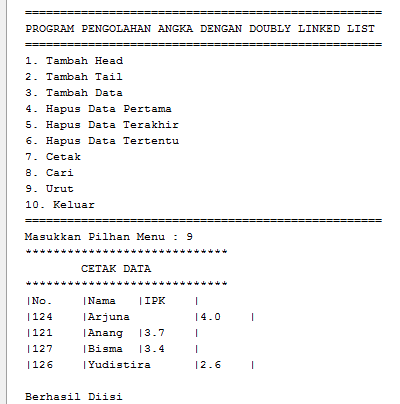 ==================================================
PROGRAM PENGOLAHAN ANGKA DENGAN DOUBLY LINKED LIST
==================================================
1. Tambah Head
2. Tambah Tail
3. Tambah Data
4. Hapus Data Pertama
5. Hapus Data Terakhir
6. Hapus Data Tertentu
7. Cetak
8. Cari
9. Urut
10. Keluar
==================================================
Masukkan Pilhan Menu : 9
*****************************
CETAK DATA
*****************************
|No. |Nama |IPK |
|124 |Arjuna |4.0 |
|121 |Anang |3.7 |
|127 |Bisma |3.4 |
|126 |Yudistira |2.6 |
Berhasil Diisi